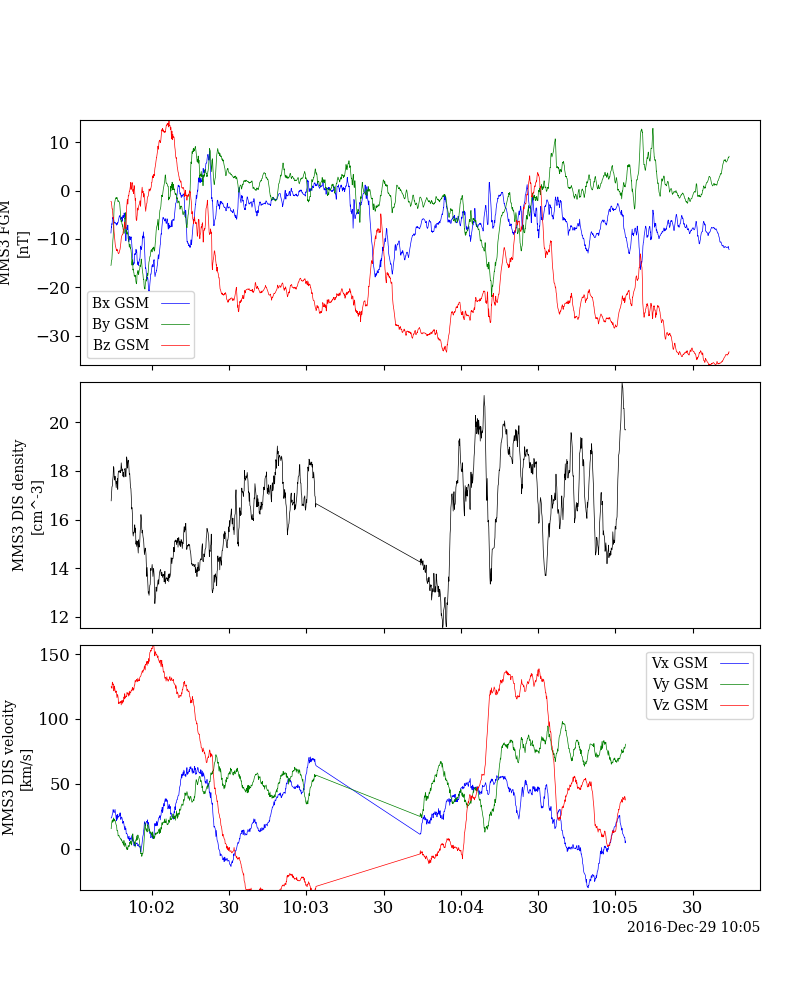 MMS3 FGM
[nT]
10
0
−10
−20
−30
Bx GSM
By GSM
Bz GSM
MMS3 DIS density
[cm^-3]
20
18
16
14
12
MMS3 DIS velocity
[km/s]
150
100
50
0
Vx GSM
Vy GSM
Vz GSM
10:02 30 10:03 30 10:04 30 10:05 30
2016-Dec-29 10:05